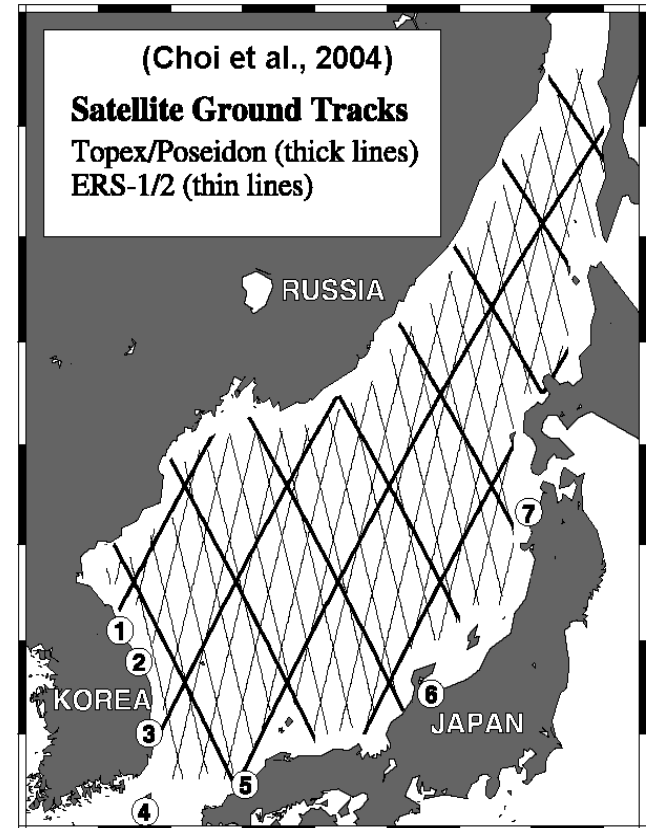 (Choi et al., 2004)
Satellite Ground Tracks
Topex/Poseidon (thick lines)
ERS-1/2 (thin lines)
RUSSIA
7
1
2
KOREA
6
3
JAPAN
5
4